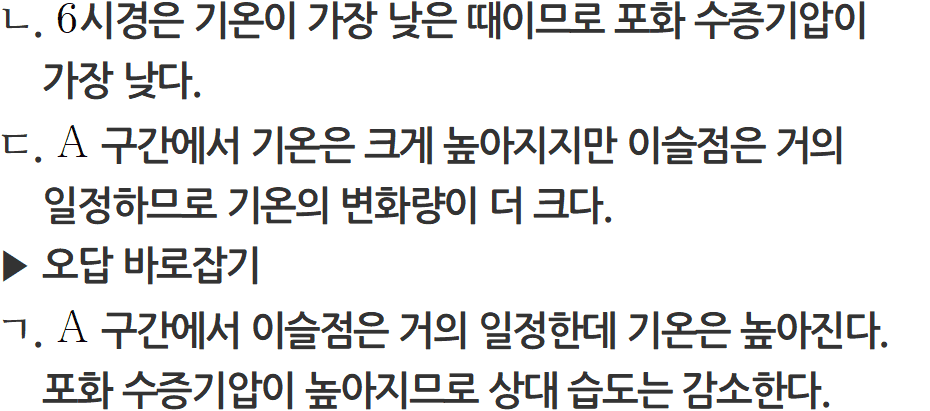 ㄴ. 6시경은 기온이 가장 낮은 때이므로 포화 수증기압이
가장 낮다.
ㄷ. A 구간에서 기온은 크게 높아지지만 이슬점은 거의
일정하므로 기온의 변화량이 더 크다.
▶ 오답 바로잡기
ㄱ. A 구간에서 이슬점은 거의 일정한데 기온은 높아진다.
포화 수증기압이 높아지므로 상대 습도는 감소한다.